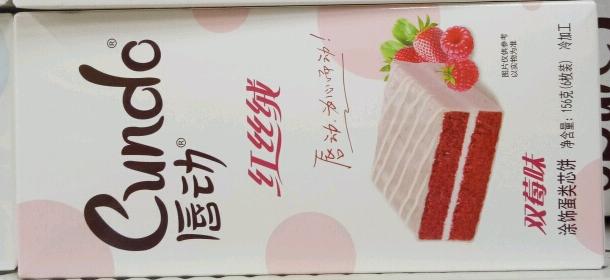 Cundo®
唇动®
红丝绒
唇动,为心而动!
双莓味
涂饰蛋类芯饼
净含量:156克(6枚装) 冷加工
图片仅供参考
以实物为准